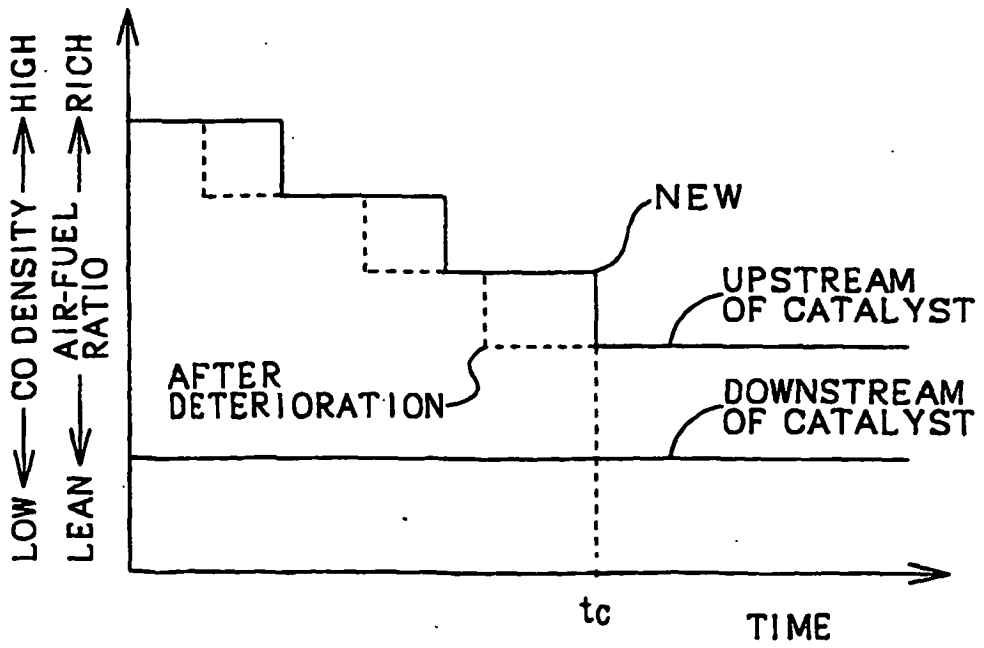 LOW ← CO DENSITY → HIGH
LEAN ← AIR-FUEL → RICH
RATIO
NEW
UPSTREAM
OF CATALYST
AFTER
DETERIORATION
DOWNSTREAM
OF CATALYST
tc
TIME